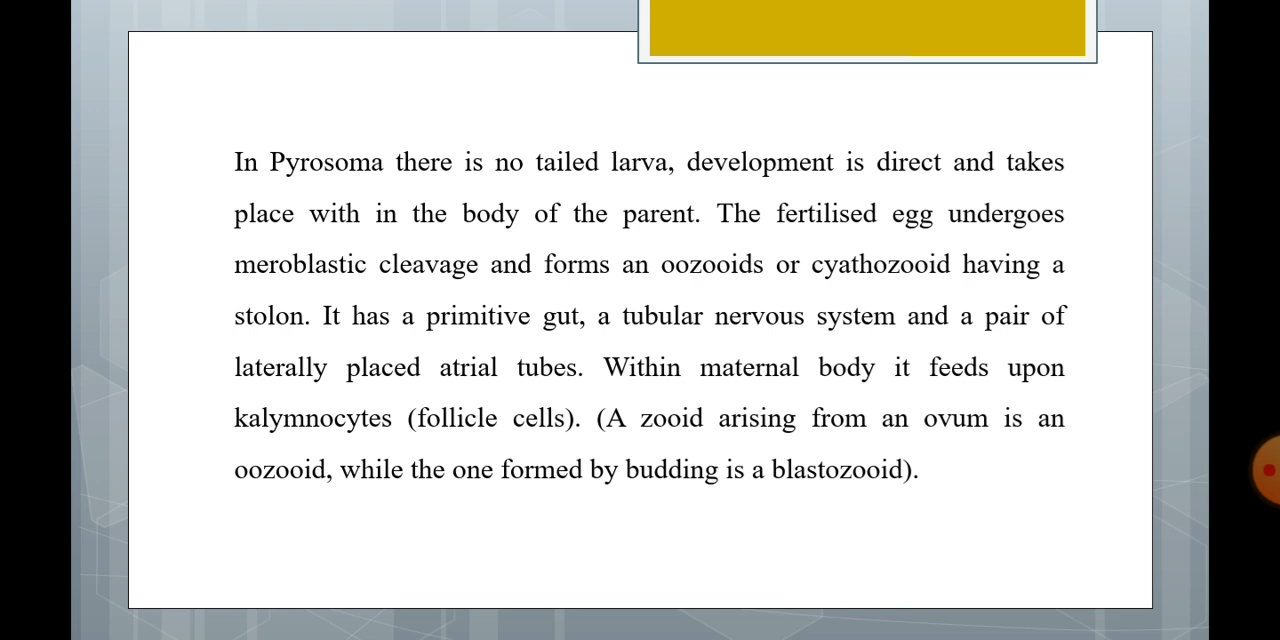 In Pyrosoma there is no tailed larva, development is direct and takes
place with in the body of the parent. The fertilised egg undergoes
meroblastic cleavage and forms an oozooids or cyathozooid having a
stolon. It has a primitive gut, a tubular nervous system and a pair of
laterally placed atrial tubes. Within maternal body it feeds upon
kalymnocytes (follicle cells). (A zooid arising from an ovum is an
oozooid, while the one formed by budding is a blastozooid).